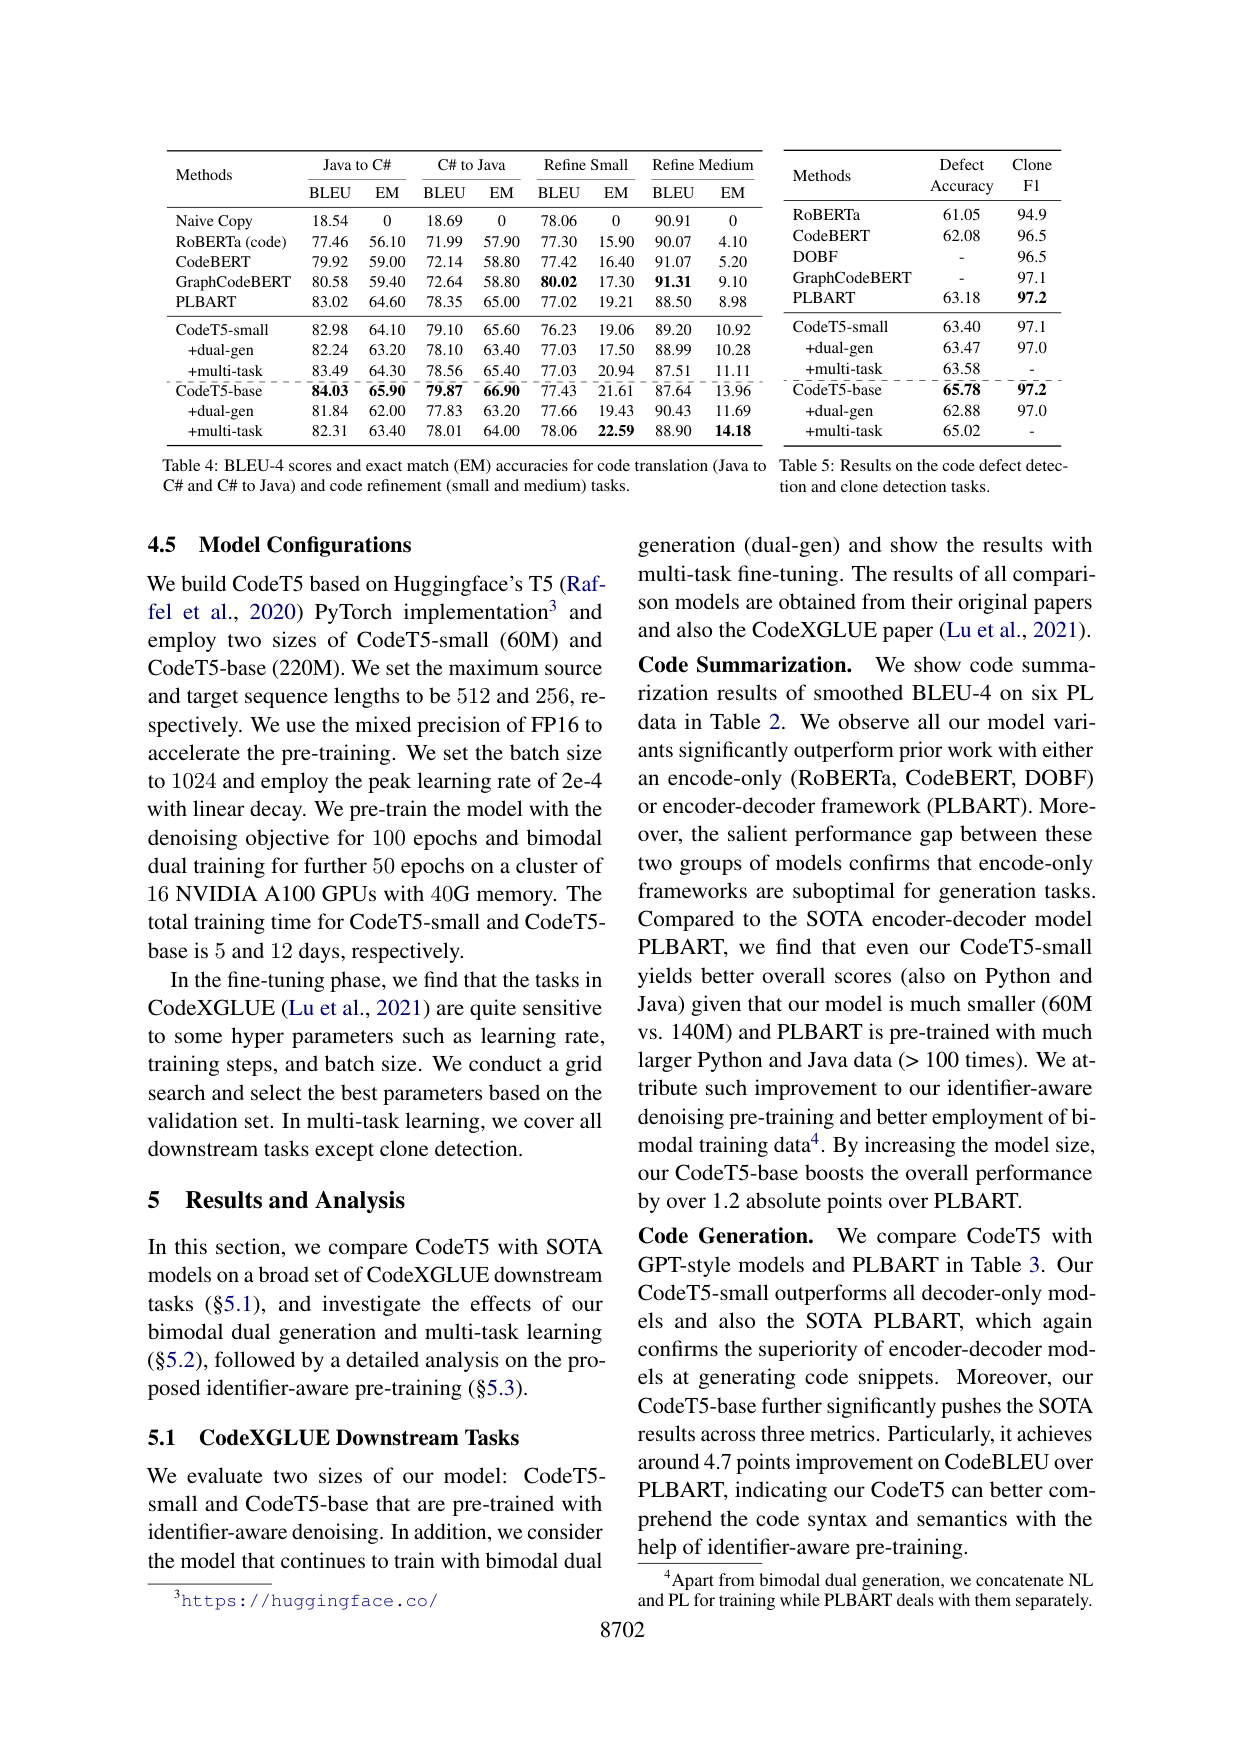 Methods Java to C# C# to Java Refine Small Refine Medium
BLEU EM BLEU EM BLEU EM BLEU EM
Naive Copy 18.54 0 18.69 0 78.06 0 90.91 0
RoBERTa (code) 77.46 56.10 71.99 57.90 77.30 15.90 90.07 4.10
CodeBERT 79.92 59.00 72.14 58.80 77.42 16.40 91.07 5.20
GraphCodeBERT 80.58 59.40 72.64 58.80 80.02 17.30 91.31 9.10
PLBART 83.02 64.60 78.35 65.00 77.02 19.21 88.50 8.98
CodeT5-small 82.98 64.10 79.10 65.60 76.23 19.06 89.20 10.92
+dual-gen 82.24 63.20 78.10 63.40 77.03 17.50 88.99 10.28
+multi-task 83.49 64.30 78.56 65.40 77.03 20.94 87.51 11.11
CodeT5-base 84.03 65.90 79.87 66.90 77.43 21.61 87.64 13.96
+dual-gen 81.84 62.00 77.83 63.20 77.66 19.43 90.43 11.69
+multi-task 82.31 63.40 78.01 64.00 78.06 22.59 88.90 14.18
Table 4: BLEU-4 scores and exact match (EM) accuracies for code translation (Java to
C# and C# to Java) and code refinement (small and medium) tasks.
Methods Defect Clone
Accuracy F1
RoBERTa 61.05 94.9
CodeBERT 62.08 96.5
DOBF - 96.5
GraphCodeBERT - 97.1
PLBART 63.18 97.2
CodeT5-small 63.40 97.1
+dual-gen 63.47 97.0
+multi-task 63.58 -
CodeT5-base 65.78 97.2
+dual-gen 62.88 97.0
+multi-task 65.02 -
Table 5: Results on the code defect detec-
tion and clone detection tasks.
4.5 Model Configurations
We build CodeT5 based on Huggingface's T5 (Raf-
fel et al., 2020) PyTorch implementation3 and
employ two sizes of CodeT5-small (60M) and
CodeT5-base (220M). We set the maximum source
and target sequence lengths to be 512 and 256, re-
spectively. We use the mixed precision of FP16 to
accelerate the pre-training. We set the batch size
to 1024 and employ the peak learning rate of 2e-4
with linear decay. We pre-train the model with the
denoising objective for 100 epochs and bimodal
dual training for further 50 epochs on a cluster of
16 NVIDIA A100 GPUs with 40G memory. The
total training time for CodeT5-small and CodeT5-
base is 5 and 12 days, respectively.
In the fine-tuning phase, we find that the tasks in
CodeXGLUE (Lu et al., 2021) are quite sensitive
to some hyper parameters such as learning rate,
training steps, and batch size. We conduct a grid
search and select the best parameters based on the
validation set. In multi-task learning, we cover all
downstream tasks except clone detection.
5 Results and Analysis
In this section, we compare CodeT5 with SOTA
models on a broad set of CodeXGLUE downstream
tasks (§5.1), and investigate the effects of our
bimodal dual generation and multi-task learning
(§5.2), followed by a detailed analysis on the pro-
posed identifier-aware pre-training (§5.3).
5.1 CodeXGLUE Downstream Tasks
We evaluate two sizes of our model: CodeT5-
small and CodeT5-base that are pre-trained with
identifier-aware denoising. In addition, we consider
the model that continues to train with bimodal dual
3https://huggingface.co/
generation (dual-gen) and show the results with
multi-task fine-tuning. The results of all compari-
son models are obtained from their original papers
and also the CodeXGLUE paper (Lu et al., 2021).
Code Summarization. We show code summa-
rization results of smoothed BLEU-4 on six PL
data in Table 2. We observe all our model vari-
ants significantly outperform prior work with either
an encode-only (RoBERTa, CodeBERT, DOBF)
or encoder-decoder framework (PLBART). More-
over, the salient performance gap between these
two groups of models confirms that encode-only
frameworks are suboptimal for generation tasks.
Compared to the SOTA encoder-decoder model
PLBART, we find that even our CodeT5-small
yields better overall scores (also on Python and
Java) given that our model is much smaller (60M
vs. 140M) and PLBART is pre-trained with much
larger Python and Java data (> 100 times). We at-
tribute such improvement to our identifier-aware
denoising pre-training and better employment of bi-
modal training data4. By increasing the model size,
our CodeT5-base boosts the overall performance
by over 1.2 absolute points over PLBART.
Code Generation. We compare CodeT5 with
GPT-style models and PLBART in Table 3. Our
CodeT5-small outperforms all decoder-only mod-
els and also the SOTA PLBART, which again
confirms the superiority of encoder-decoder mod-
els at generating code snippets. Moreover, our
CodeT5-base further significantly pushes the SOTA
results across three metrics. Particularly, it achieves
around 4.7 points improvement on CodeBLEU over
PLBART, indicating our CodeT5 can better com-
prehend the code syntax and semantics with the
help of identifier-aware pre-training.
4Apart from bimodal dual generation, we concatenate NL
and PL for training while PLBART deals with them separately.
8702